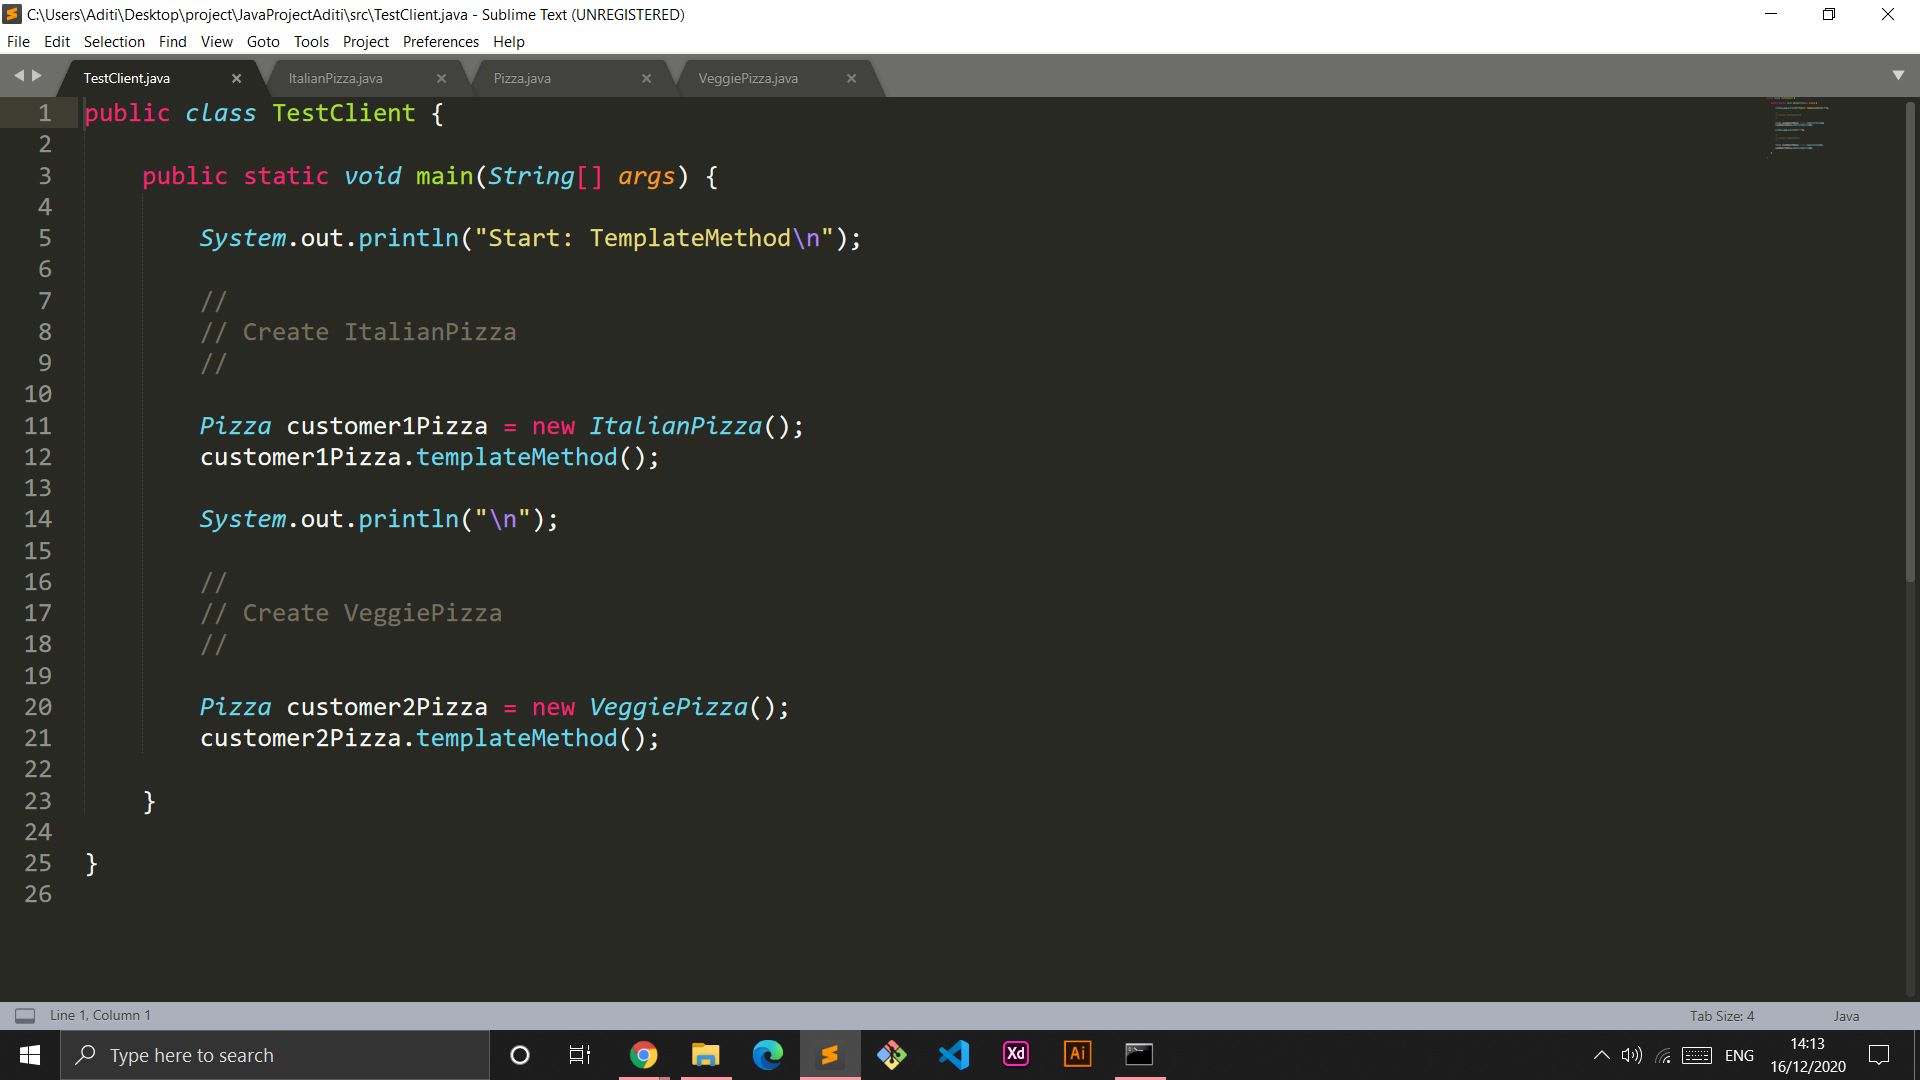 C:\Users\Aditi\Desktop\project\JavaProjectAditi\src\TestClient.java - Sublime Text (UNREGISTERED)
File Edit Selection Find View Goto Tools Project Preferences Help
TestClient.java ItalianPizza.java Pizza.java VeggiePizza.java
1 public class TestClient {
2
3 public static void main(String[] args) {
4
5 System.out.println("Start: TemplateMethod\n");
6
7 //
8 // Create ItalianPizza
9 //
10
11 Pizza customer1Pizza = new ItalianPizza();
12 customer1Pizza.templateMethod();
13
14 System.out.println("\n");
15
16 //
17 // Create VeggiePizza
18 //
19
20 Pizza customer2Pizza = new VeggiePizza();
21 customer2Pizza.templateMethod();
22
23 }
24
25 }
26
Line 1, Column 1 Tab Size: 4 Java
Type here to search Xd Ai ENG 14:13
16/12/2020